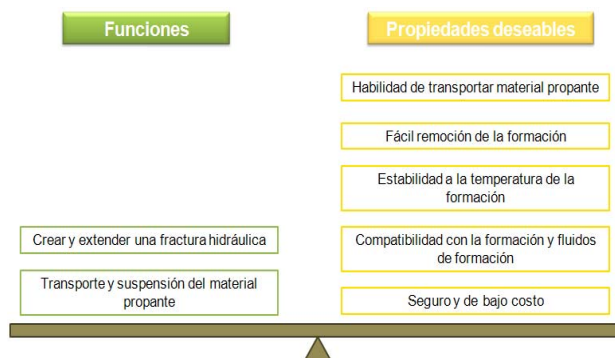 Funciones
Crear y extender una fractura hidráulica
Transporte y suspensión del material
propante
Propiedades deseables
Habilidad de transportar material propante
Fácil remoción de la formación
Estabilidad a la temperatura de la
formación
Compatibilidad con la formación y fluidos
de formación
Seguro y de bajo costo